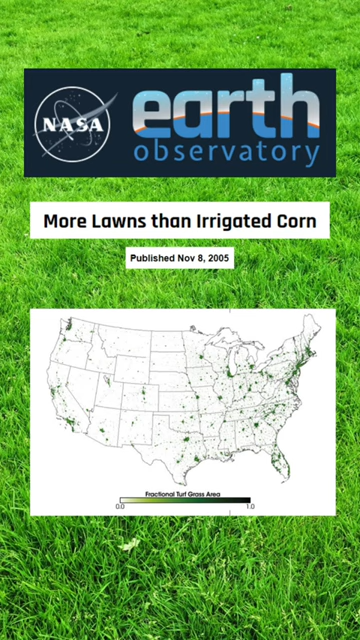 NASA
earth
observatory
More Lawns than Irrigated Corn
Published Nov 8, 2005
Fractional Turf Grass Area
0.0 1.0